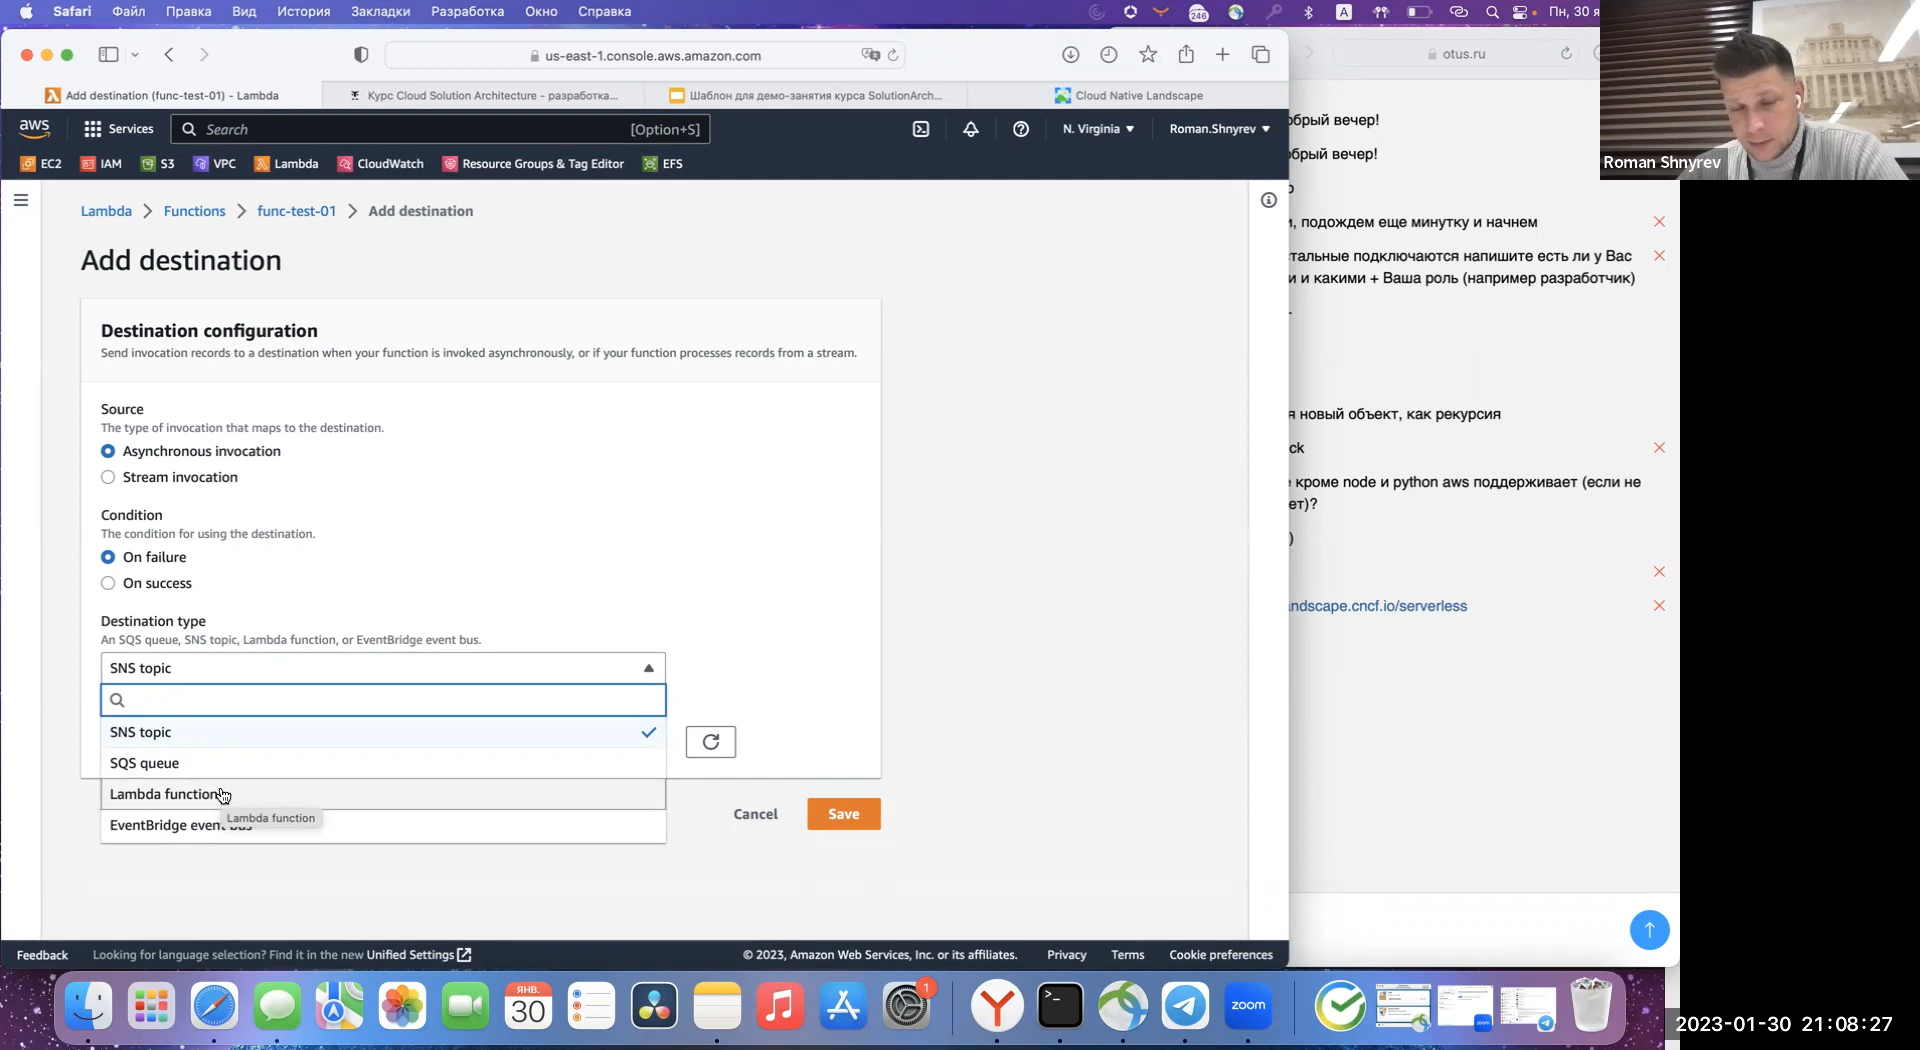 Safari Файл Правка Вид История Закладки Разработка Окно Справка
246 A Пн, 30 я
us-east-1.console.aws.amazon.com
otus.ru
Add destination (func-test-01) - Lambda
Курс Cloud Solution Architecture - разработка...
Шаблон для демо-занятия курса SolutionArch...
Cloud Native Landscape
aws Services Search [Option+S] N. Virginia Roman.Shnyrev
EC2 IAM S3 VPC Lambda CloudWatch Resource Groups & Tag Editor EFS
Lambda Functions func-test-01 Add destination
Add destination
Destination configuration
Send invocation records to a destination when your function is invoked asynchronously, or if your function processes records from a stream.
Source
The type of invocation that maps to the destination.
Asynchronous invocation
Stream invocation
Condition
The condition for using the destination.
On failure
On success
Destination type
An SQS queue, SNS topic, Lambda function, or EventBridge event bus.
SNS topic
SNS topic
SQS queue
Lambda function
Lambda function
EventBridge event bus
Cancel Save
Feedback Looking for language selection? Find it in the new Unified Settings © 2023, Amazon Web Services, Inc. or its affiliates. Privacy Terms Cookie preferences
обрый вечер!
обрый вечер!
о
и, подождем еще минутку и начнем
тальные подключаются напишите есть ли у Вас
и и какими + Ваша роль (например разработчик)
я новый объект, как рекурсия
ck
е кроме node и python aws поддерживает (если не
ет)?
)
andscape.cncf.io/serverless
Roman Shnyrev
ЯНВ.
30
1
zoom
2023-01-30 21:08:27